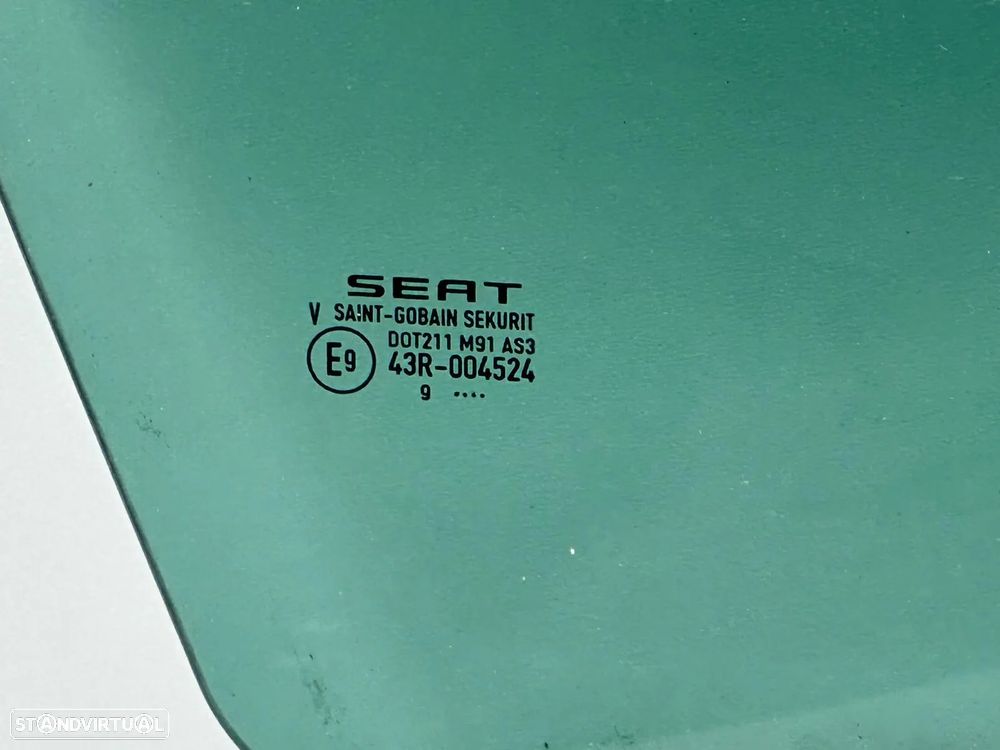 SEAT
V SAINT-GOBAIN SEKURIT
DOT211 M91 AS3
E9 43R-004524
9 ....
STANDVIRTUAL